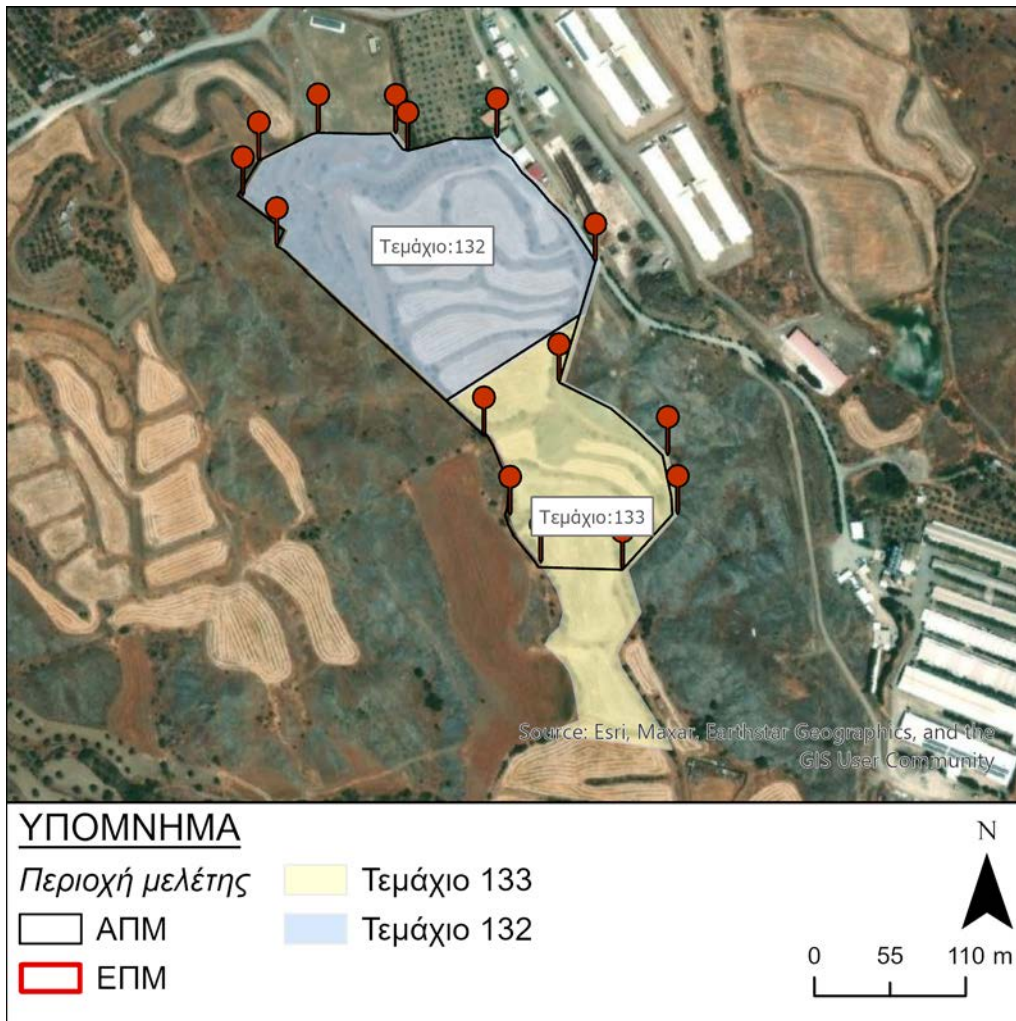 Τεμάχιο:132
Τεμάχιο:133
Source: Esri, Maxar, Earthstar Geographics, and the
GIS User Community
ΥΠΟΜΝΗΜΑ
Περιοχή μελέτης
ΑΠΜ
ΕΠΜ
Τεμάχιο 133
Τεμάχιο 132
N
0 55 110 m